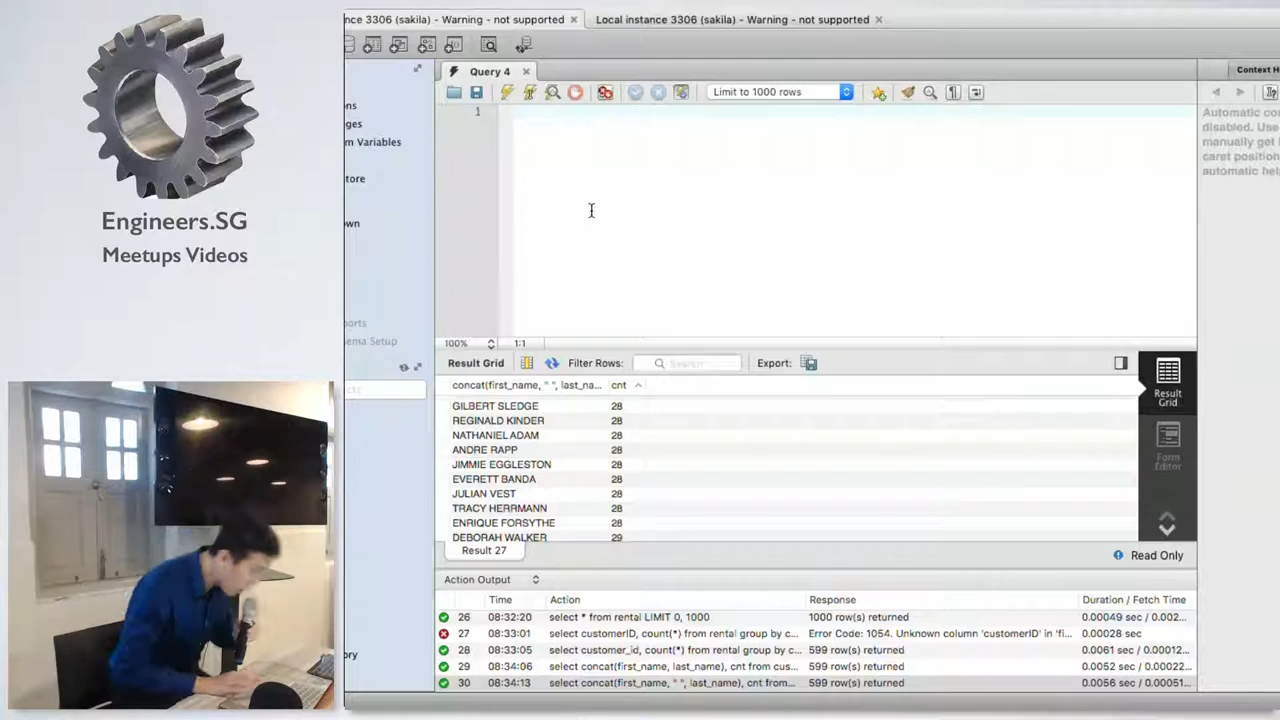 Engineers.SG
Meetups Videos
nce 3306 (sakila) - Warning - not supported
Local instance 3306 (sakila) - Warning - not supported
Query 4
Context H
Limit to 1000 rows
1
ons
ges
m Variables
tore
own
ports
hema Setup
ory
Automatic co
disabled. Use
manually get
caret position
automatic help
100%
1:1
Result Grid
Filter Rows:
Search
Export:
concat(first_name, " ", last_na... cnt
GILBERT SLEDGE 28
REGINALD KINDER 28
NATHANIEL ADAM 28
ANDRE RAPP 28
JIMMIE EGGLESTON 28
EVERETT BANDA 28
JULIAN VEST 28
TRACY HERRMANN 28
ENRIQUE FORSYTHE 28
DEBORAH WALKER 29
Result
Grid
Form
Editor
Result 27
Read Only
Action Output
Time Action Response Duration / Fetch Time
26 08:32:20 select * from rental LIMIT 0, 1000 1000 row(s) returned 0.00049 sec / 0.002...
27 08:33:01 select customerID, count(*) from rental group by c... Error Code: 1054. Unknown column 'customerID' in 'fi... 0.00028 sec
28 08:33:05 select customer_id, count(*) from rental group by c... 599 row(s) returned 0.0061 sec / 0.00012...
29 08:34:06 select concat(first_name, last_name), cnt from cus... 599 row(s) returned 0.0052 sec / 0.00022...
30 08:34:13 select concat(first_name, " ", last_name), cnt from... 599 row(s) returned 0.0056 sec / 0.00051...